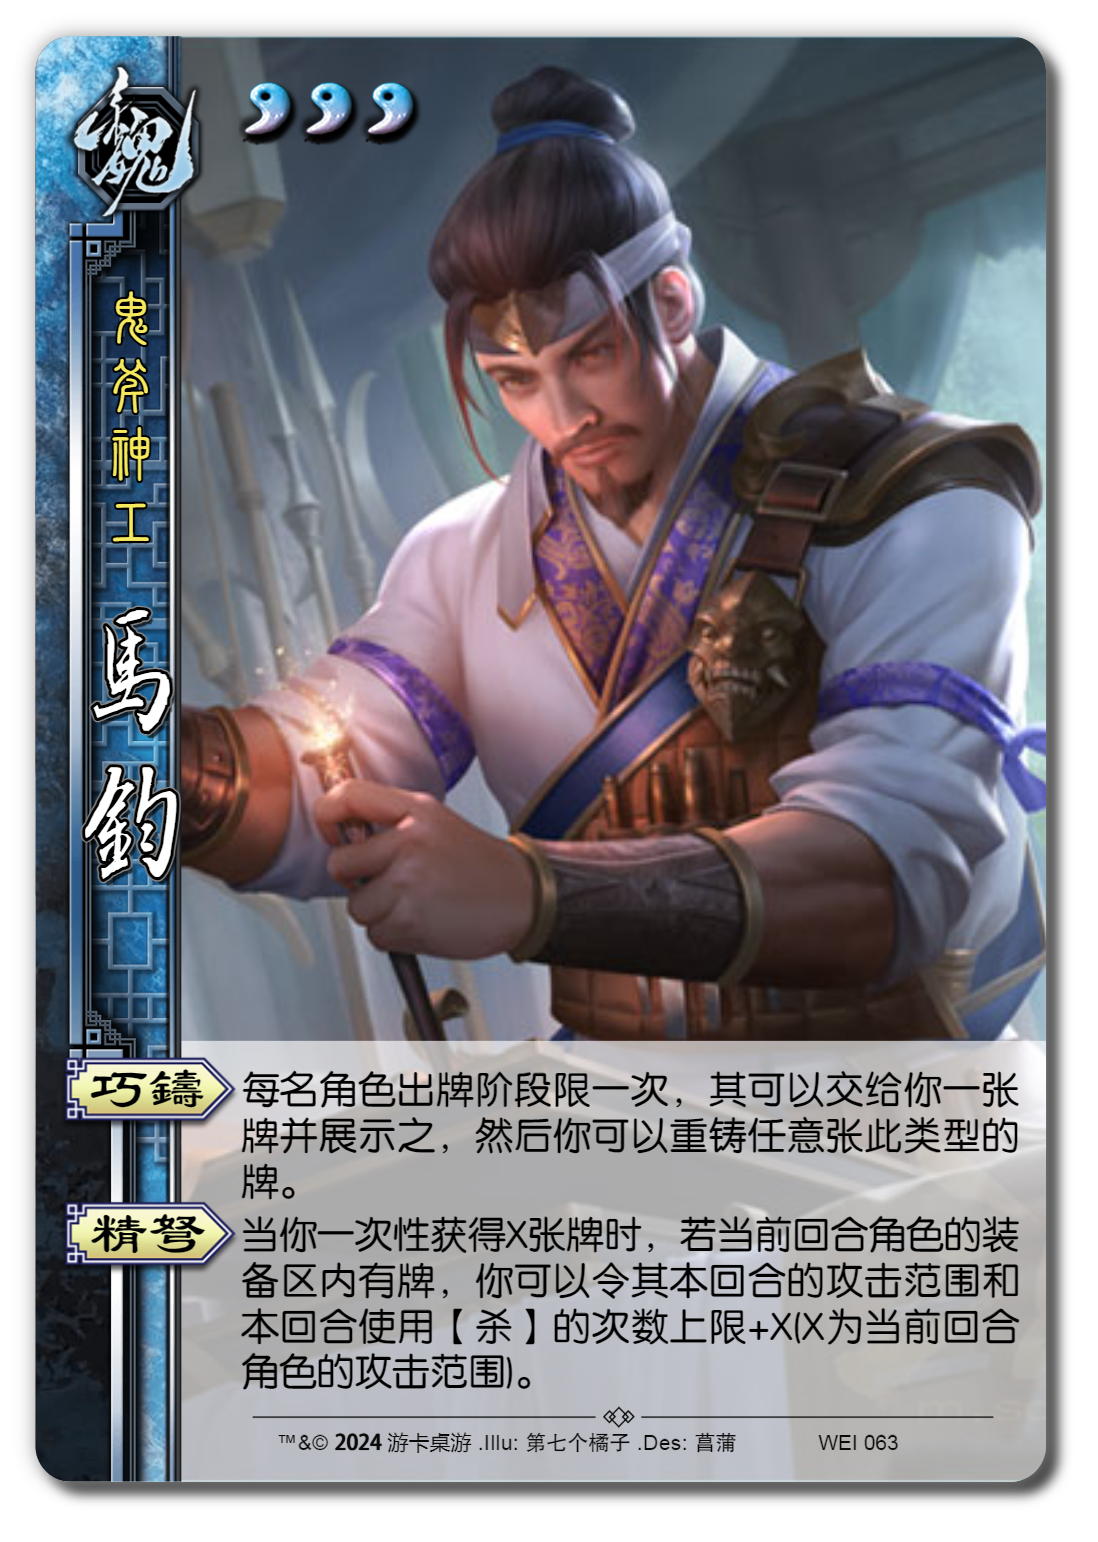 魏
鬼斧神工
馬鈞
巧鑄
每名角色出牌阶段限一次，其可以交给你一张
牌并展示之，然后你可以重铸任意张此类型的
牌。
精弩
当你一次性获得X张牌时，若当前回合角色的装
备区内有牌，你可以令其本回合的攻击范围和
本回合使用【杀】的次数上限+X(X为当前回合
角色的攻击范围)。
™&© 2024 游卡桌游 .Illu: 第七个橘子 .Des: 菖蒲
WEI 063